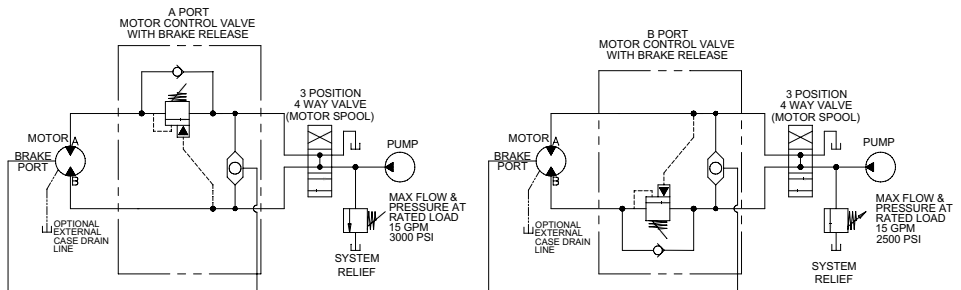 A PORT
MOTOR CONTROL VALVE
WITH BRAKE RELEASE
3 POSITION
4 WAY VALVE
(MOTOR SPOOL)
MOTOR
A
BRAKE
PORT
B
PUMP
MAX FLOW &
PRESSURE AT
RATED LOAD
15 GPM
3000 PSI
OPTIONAL
EXTERNAL
CASE DRAIN
LINE
SYSTEM
RELIEF
B PORT
MOTOR CONTROL VALVE
WITH BRAKE RELEASE
3 POSITION
4 WAY VALVE
(MOTOR SPOOL)
MOTOR
A
BRAKE
PORT
B
PUMP
MAX FLOW &
PRESSURE AT
RATED LOAD
15 GPM
2500 PSI
OPTIONAL
EXTERNAL
CASE DRAIN
LINE
SYSTEM
RELIEF